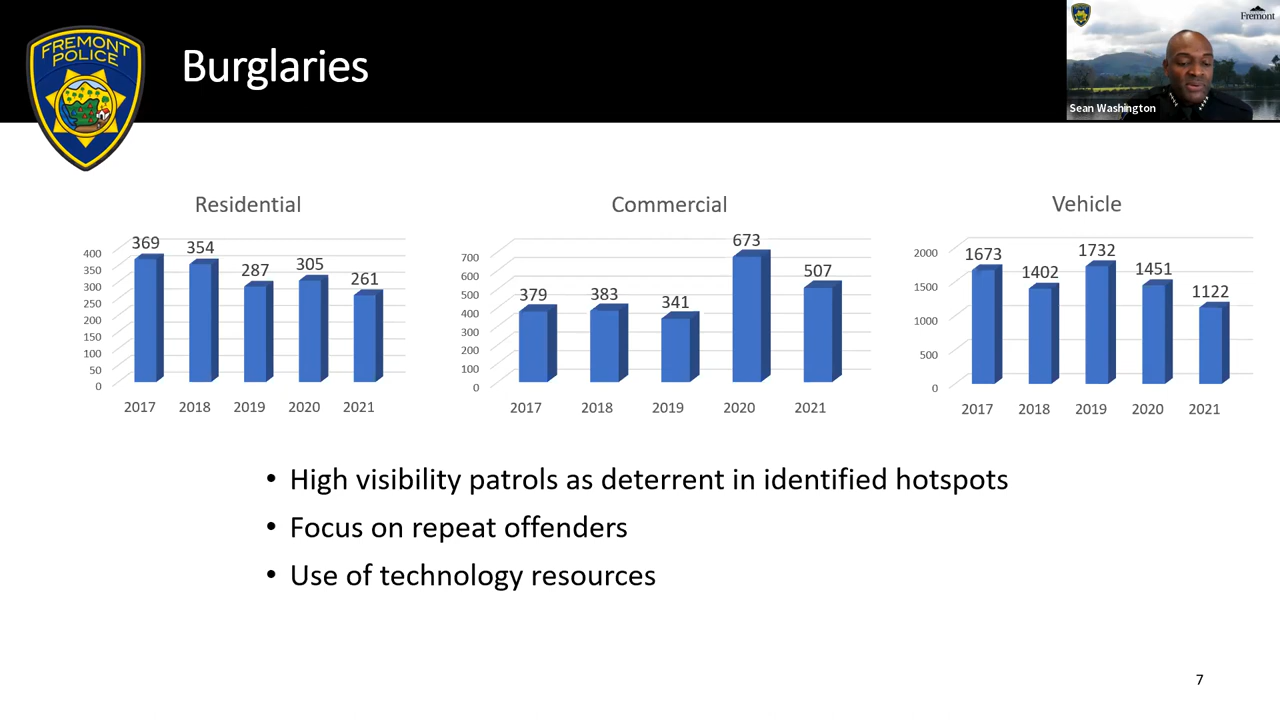 FREMONT
POLICE
Burglaries
Fremont
Sean Washington
Residential
400
350
300
250
200
150
100
50
0
369
354
287
305
261
2017 2018 2019 2020 2021
Commercial
700
600
500
400
300
200
100
0
379
383
341
673
507
2017 2018 2019 2020 2021
Vehicle
2000
1500
1000
500
0
1673
1402
1732
1451
1122
2017 2018 2019 2020 2021
• High visibility patrols as deterrent in identified hotspots
• Focus on repeat offenders
• Use of technology resources
7